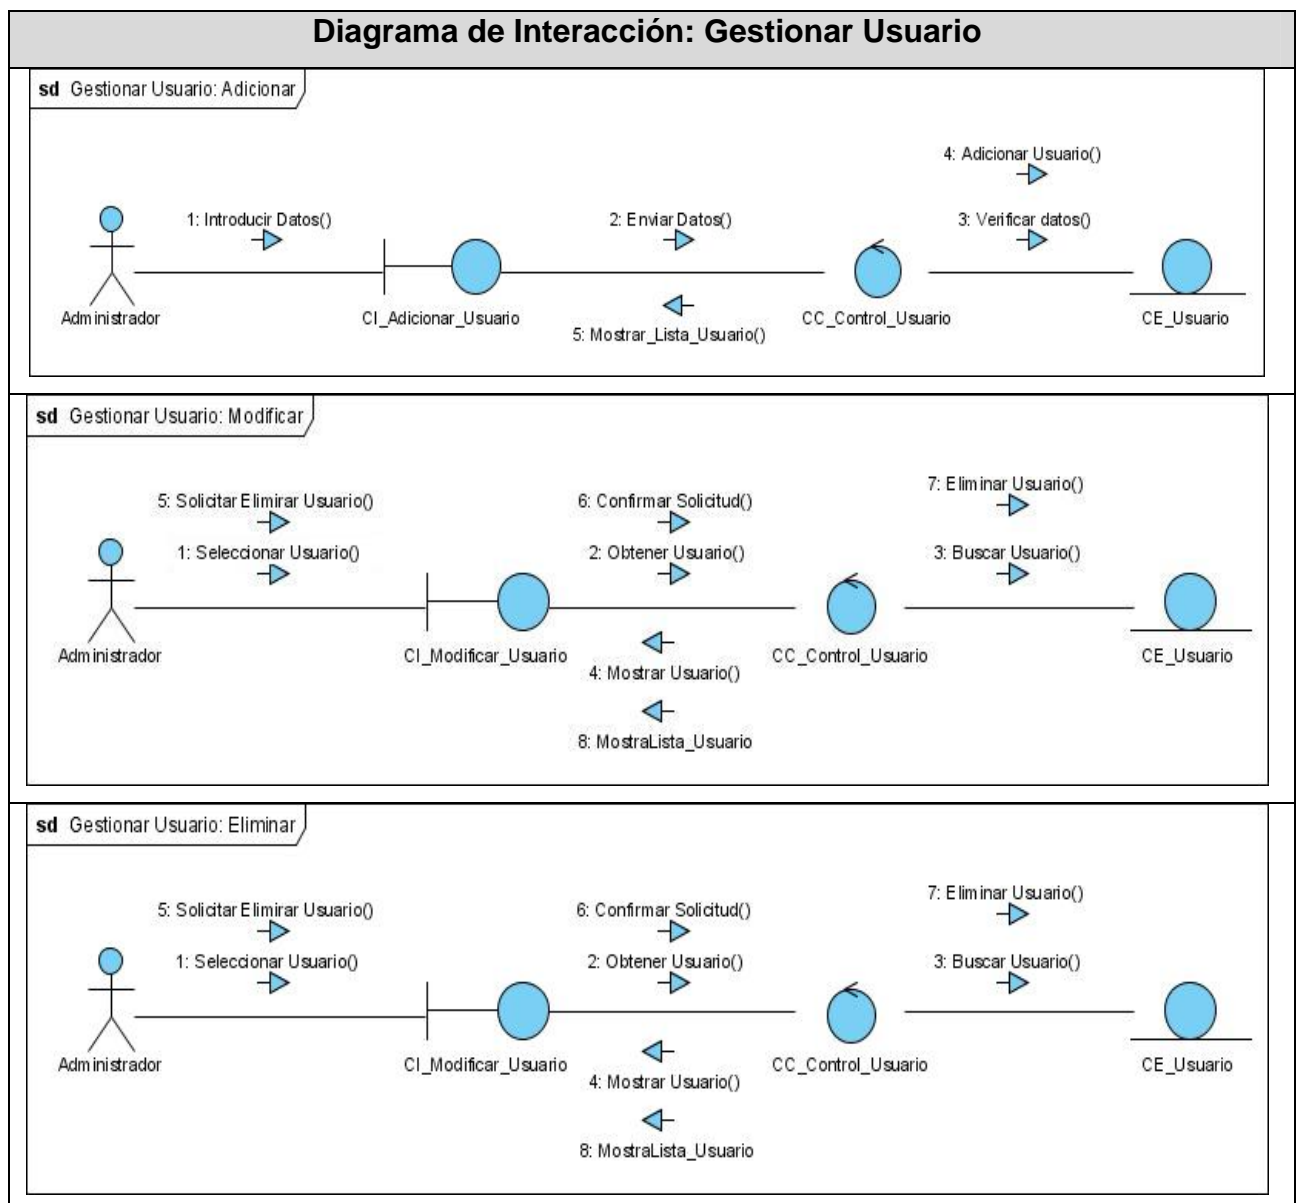 Diagrama de Interacción: Gestionar Usuario
sd Gestionar Usuario: Adicionar
4: Adicionar Usuario()
1: Introducir Datos()
2: Enviar Datos()
3: Verificar datos()
Administrador
CI_Adicionar_Usuario
CC_Control_Usuario
CE_Usuario
5: Mostrar_Lista_Usuario()
sd Gestionar Usuario: Modificar
5: Solicitar Elimirar Usuario()
6: Confirmar Solicitud()
7: Eliminar Usuario()
1: Seleccionar Usuario()
2: Obtener Usuario()
3: Buscar Usuario()
Administrador
CI_Modificar_Usuario
CC_Control_Usuario
CE_Usuario
4: Mostrar Usuario()
8: MostraLista_Usuario
sd Gestionar Usuario: Eliminar
5: Solicitar Elimirar Usuario()
6: Confirmar Solicitud()
7: Eliminar Usuario()
1: Seleccionar Usuario()
2: Obtener Usuario()
3: Buscar Usuario()
Administrador
CI_Modificar_Usuario
CC_Control_Usuario
CE_Usuario
4: Mostrar Usuario()
8: MostraLista_Usuario